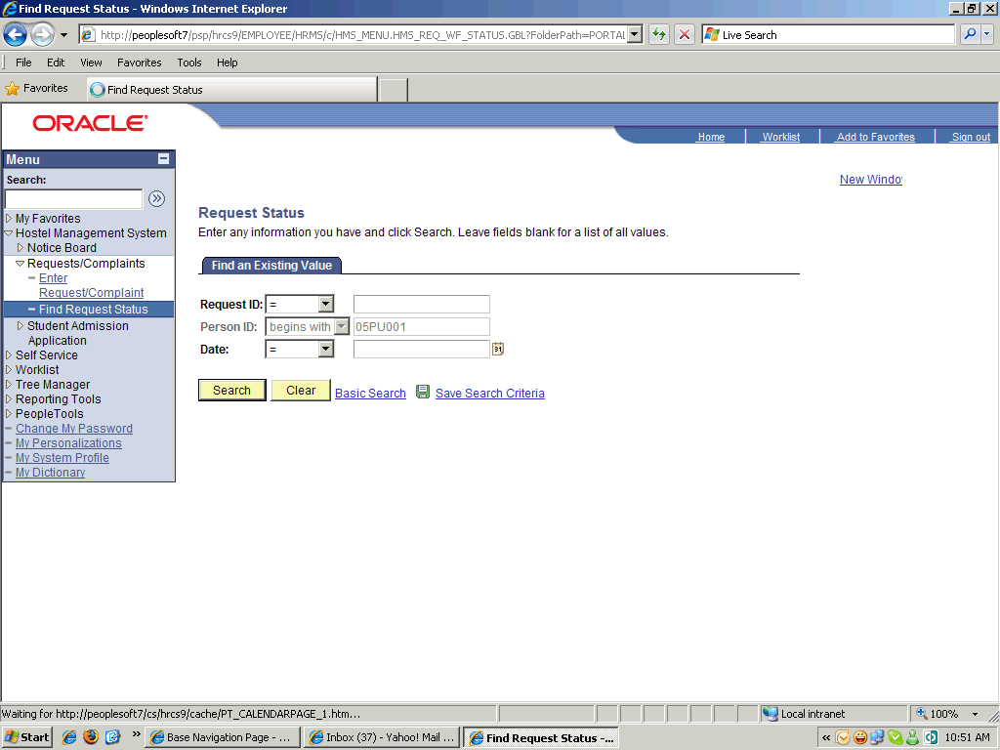 Find Request Status - Windows Internet Explorer
http://peoplesoft7/psp/hrcs9/EMPLOYEE/HRMS/c/HMS_MENU.HMS_REQ_WF_STATUS.GBL?FolderPath=PORTAL
Live Search
File Edit View Favorites Tools Help
Favorites
Find Request Status
ORACLE®
Home
Worklist
Add to Favorites
Sign out
Menu
Search:
My Favorites
Hostel Management System
Notice Board
Requests/Complaints
Enter
Request/Complaint
Find Request Status
Student Admission
Application
Self Service
Worklist
Tree Manager
Reporting Tools
PeopleTools
Change My Password
My Personalizations
My System Profile
My Dictionary
New Windo
Request Status
Enter any information you have and click Search. Leave fields blank for a list of all values.
Find an Existing Value
Request ID: =
Person ID: begins with 05PU001
Date: = 31
Search Clear Basic Search Save Search Criteria
Waiting for http://peoplesoft7/cs/hrcs9/cache/PT_CALENDARPAGE_1.htm...
Local intranet
100%
Start
Base Navigation Page - ...
Inbox (37) - Yahoo! Mail ...
Find Request Status -...
10:51 AM